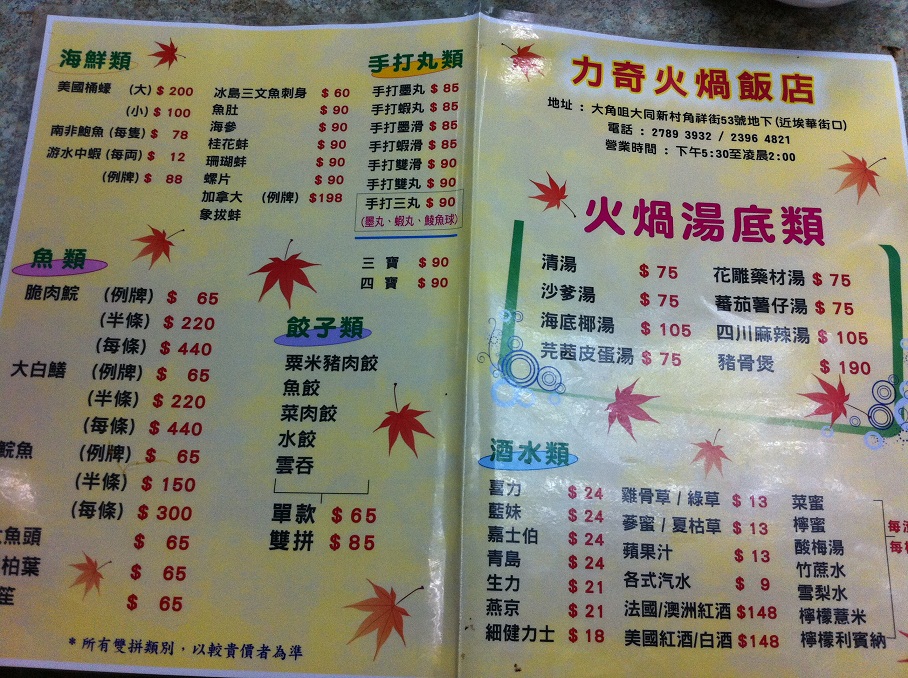 海鮮類
美國桶蠔 (大) $ 200
(小) $ 100
南非鮑魚 (每隻) $ 78
游水中蝦 (每両) $ 12
(例牌) $ 88
冰島三文魚刺身 $ 60
魚肚 $ 90
海參 $ 90
桂花蚌 $ 90
珊瑚蚌 $ 90
螺片 $ 90
加拿大 (例牌) $198
象拔蚌
手打丸類
手打墨丸 $ 85
手打蝦丸 $ 85
手打墨滑 $ 85
手打蝦滑 $ 85
手打雙滑 $ 90
手打雙丸 $ 90
手打三丸 $ 90
(墨丸、蝦丸、鯪魚球)
三寶 $ 90
四寶 $ 90
魚類
脆肉鯇 (例牌) $ 65
(半條) $ 220
(每條) $ 440
大白鱔 (例牌) $ 65
(半條) $ 220
(每條) $ 440
鯇魚 (例牌) $ 65
(半條) $ 150
(每條) $ 300
魚頭 $ 65
柏葉 $ 65
$ 65
餃子類
粟米豬肉餃
魚餃
菜肉餃
水餃
雲吞
單款 $ 65
雙拼 $ 85
* 所有雙拼類別，以較貴價者為準
力奇火煱飯店
地址 : 大角咀大同新村角祥街53號地下(近埃華街口)
電話 : 2789 3932 / 2396 4821
營業時間 : 下午5:30至凌晨2:00
火煱湯底類
清湯 $ 75
沙爹湯 $ 75
海底椰湯 $ 105
芫茜皮蛋湯 $ 75
花雕藥材湯 $ 75
蕃茄薯仔湯 $ 75
四川麻辣湯 $ 105
豬骨煲 $ 190
酒水類
喜力 $ 24
藍妹 $ 24
嘉士伯 $ 24
青島 $ 24
生力 $ 21
燕京 $ 21
細健力士 $ 18
雞骨草 / 綠草 $ 13
蔘蜜 / 夏枯草 $ 13
蘋果汁 $ 13
各式汽水 $ 9
法國/澳洲紅酒 $148
美國紅酒/白酒 $148
菜蜜
檸蜜
酸梅湯
竹蔗水
雪梨水
檸檬薏米
檸檬利賓納
每
每